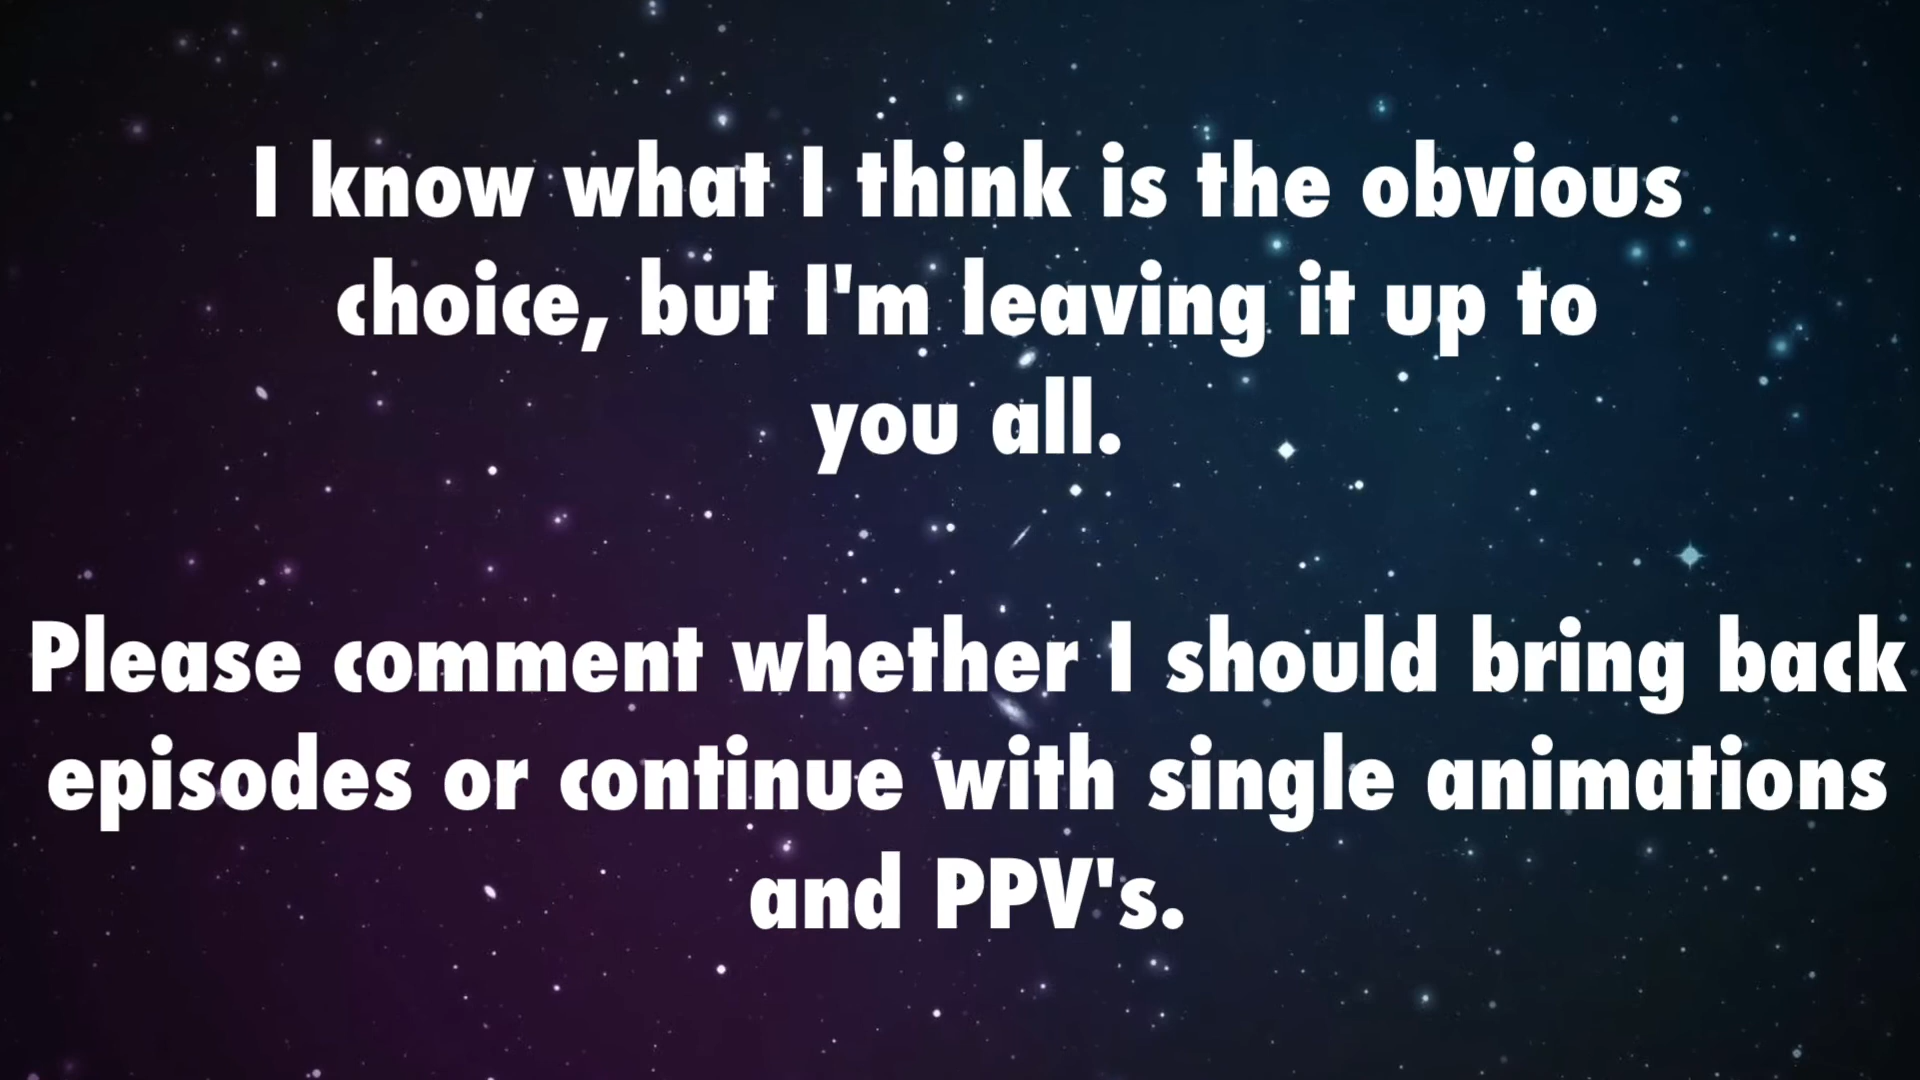 I know what I think is the obvious
choice, but I'm leaving it up to
you all.
Please comment whether I should bring back
episodes or continue with single animations
and PPV's.